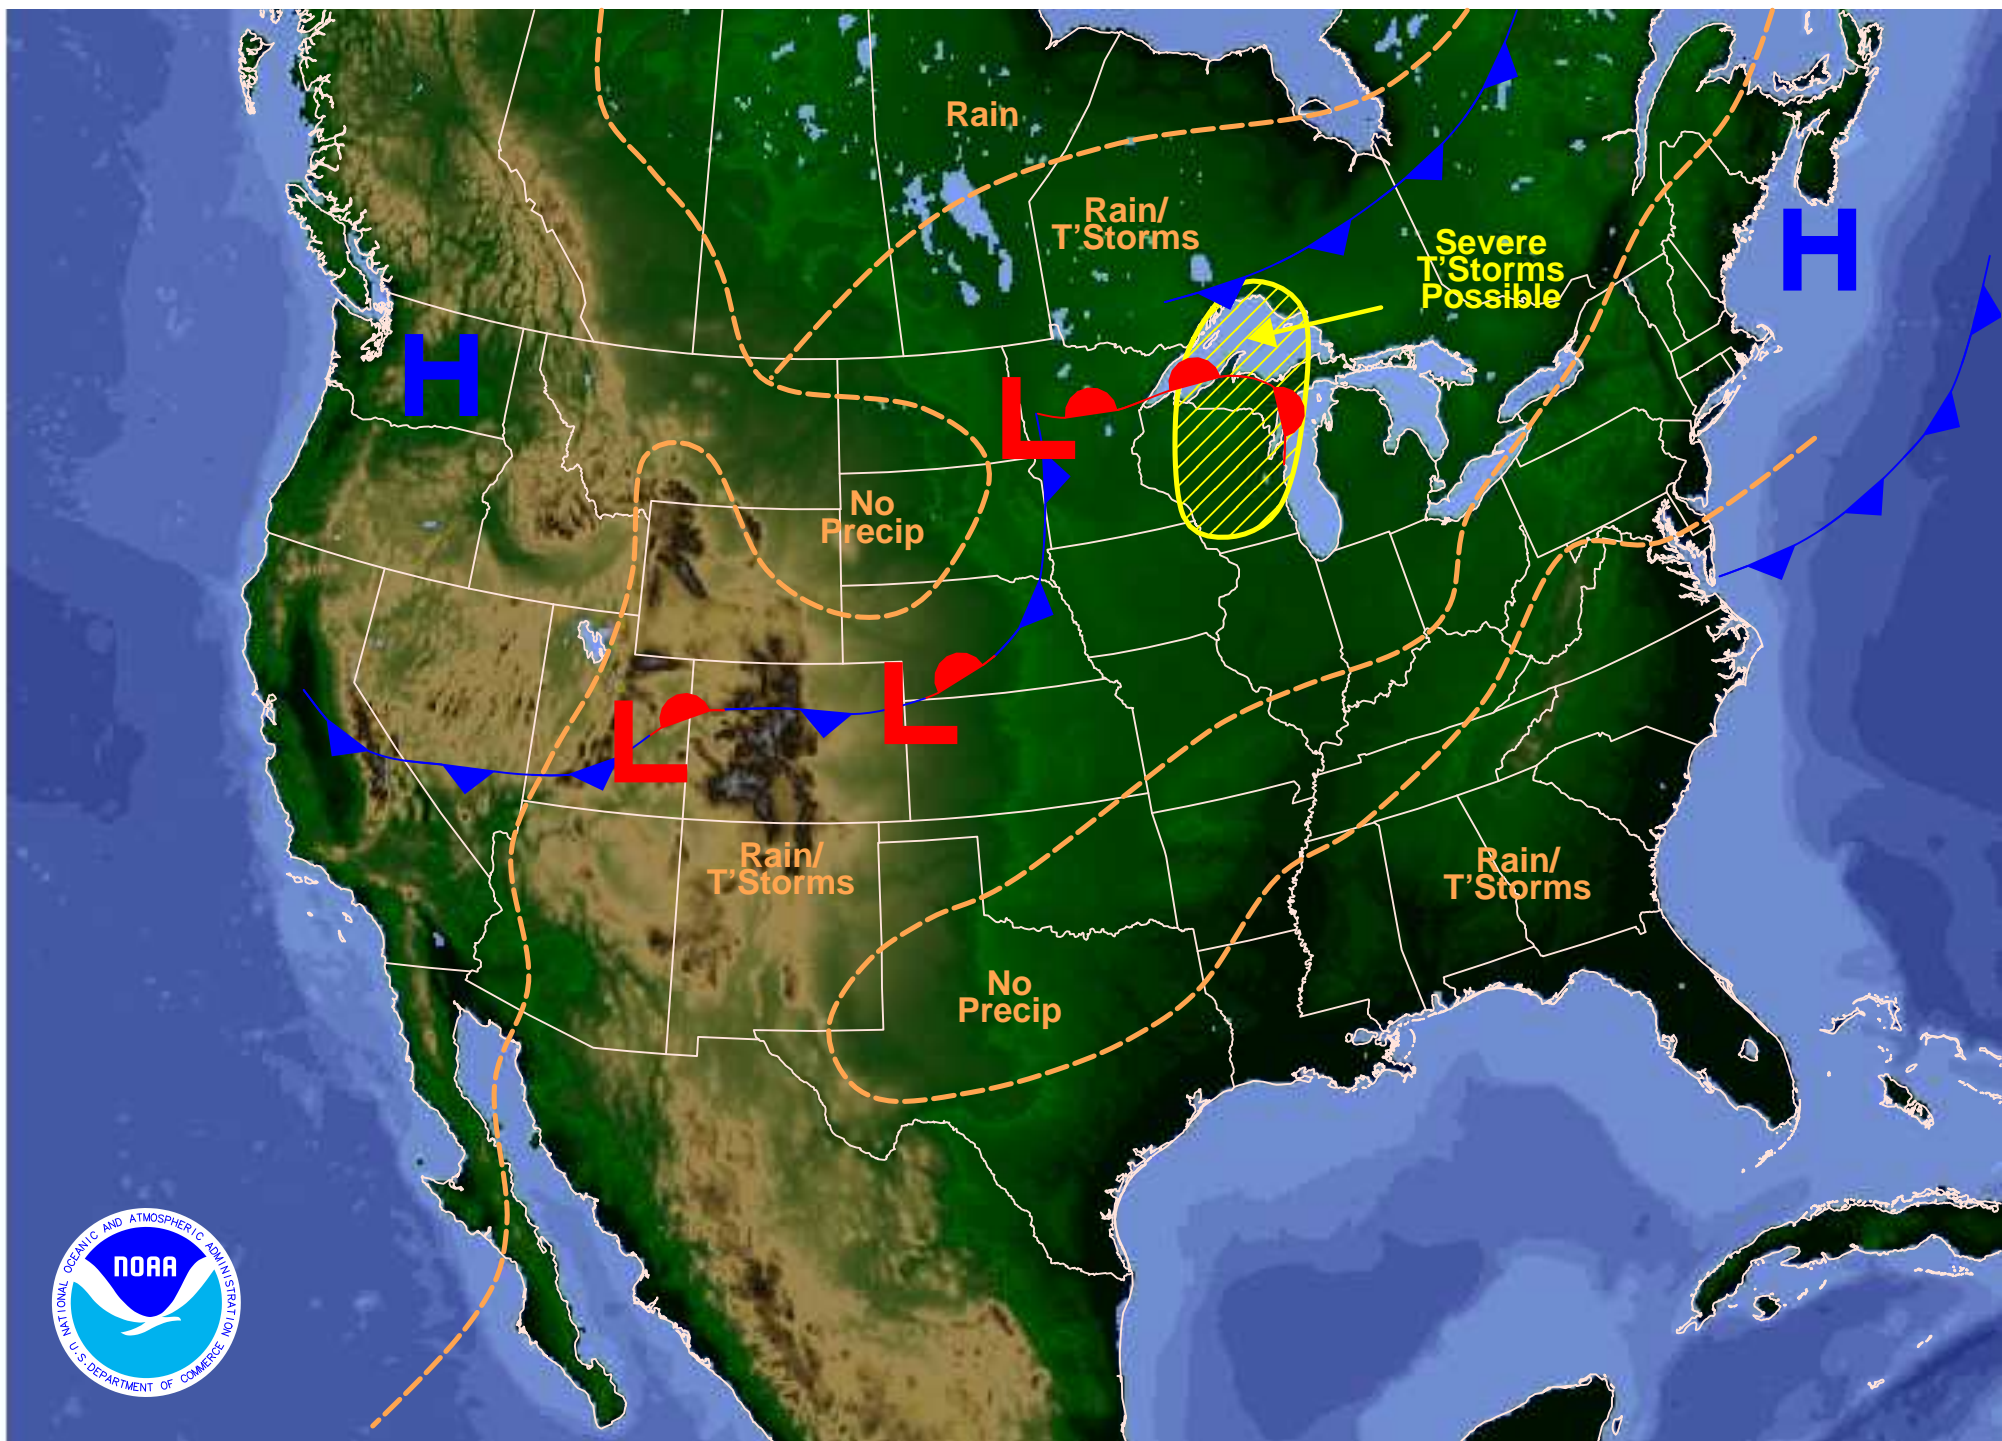 Rain
Rain/
T'Storms
Severe
T'Storms
Possible
H
H
L
No
Precip
L
L
Rain/
T'Storms
Rain/
T'Storms
No
Precip
NATIONAL OCEANIC AND ATMOSPHERIC ADMINISTRATION
NOAA
U.S. DEPARTMENT OF COMMERCE